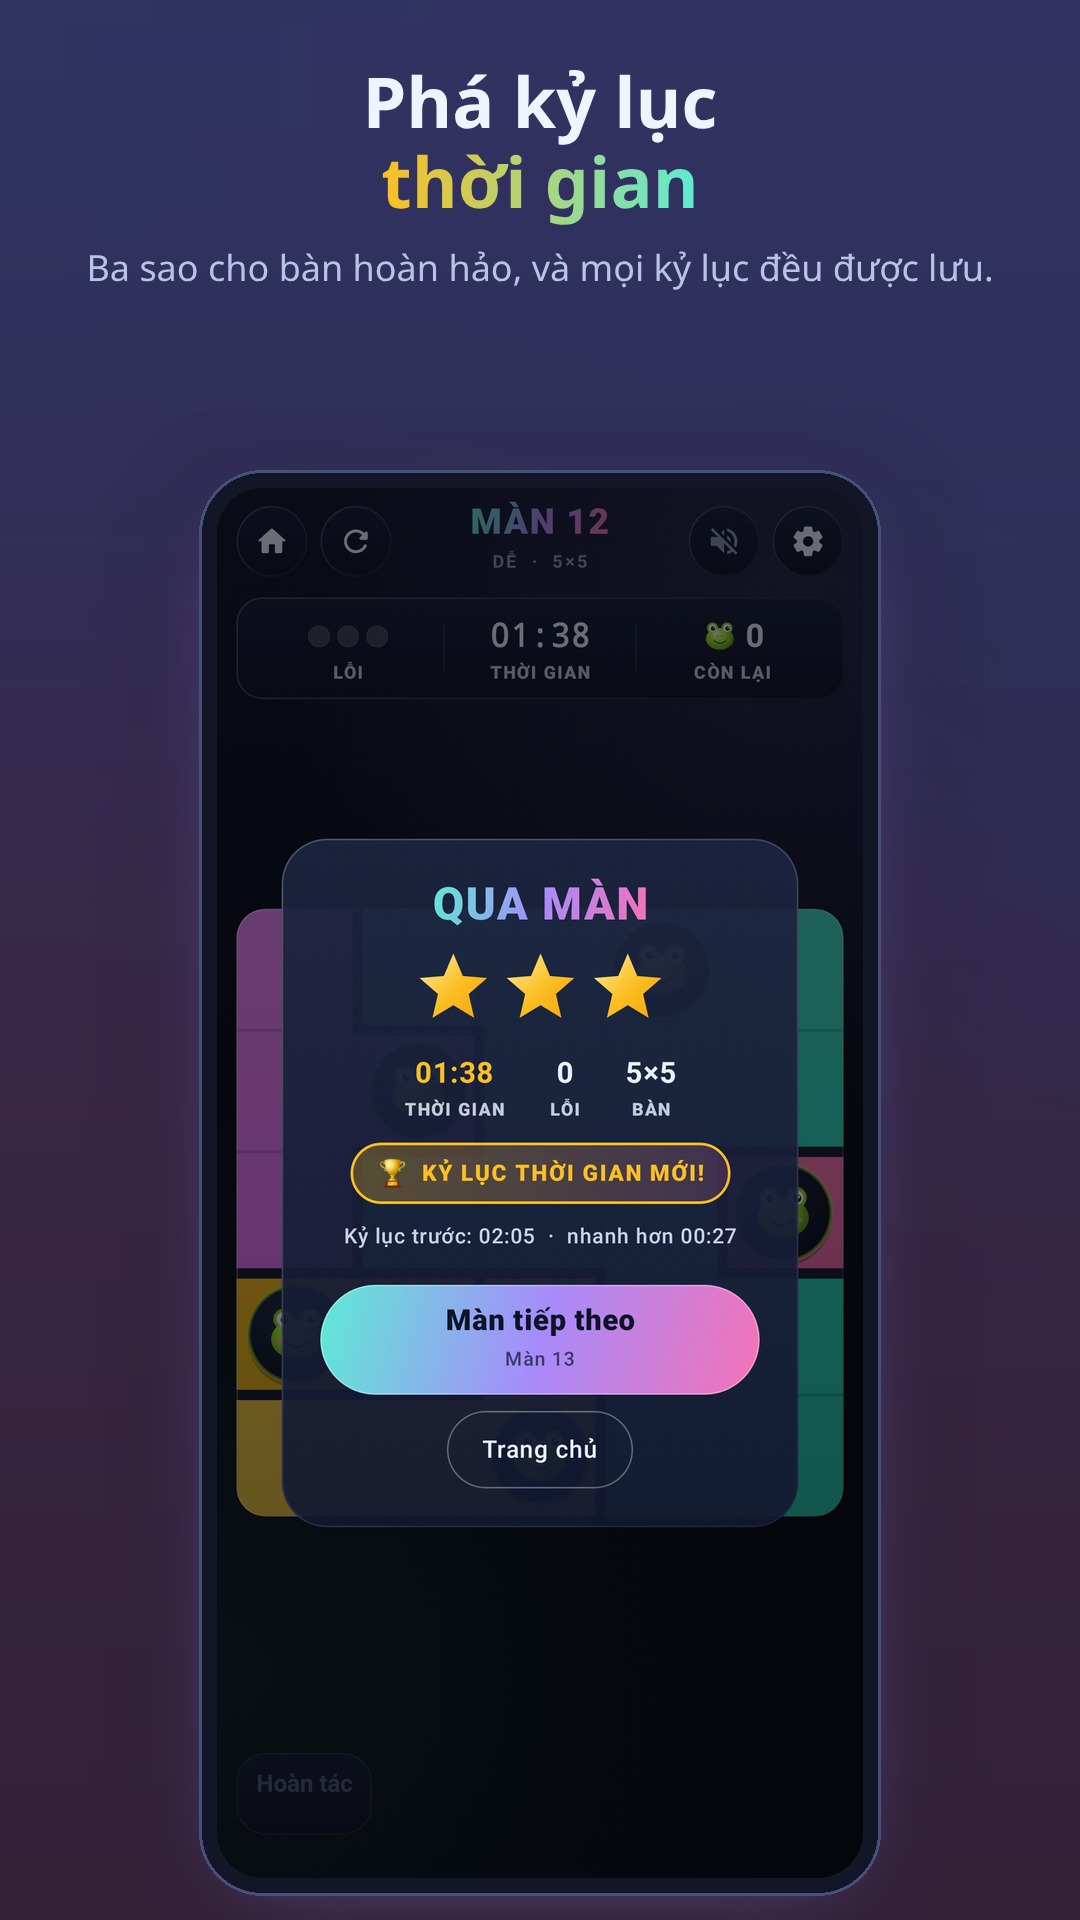 Phá kỷ lục
thời gian
Ba sao cho bàn hoàn hảo, và mọi kỷ lục đều được lưu.
MÀN 12
DỄ · 5×5
01:38
0
LỖI
THỜI GIAN
CÒN LẠI
QUA MÀN
01:38
0
5×5
THỜI GIAN
LỖI
BÀN
KỶ LỤC THỜI GIAN MỚI!
Kỷ lục trước: 02:05 · nhanh hơn 00:27
Màn tiếp theo
Màn 13
Trang chủ
Hoàn tác